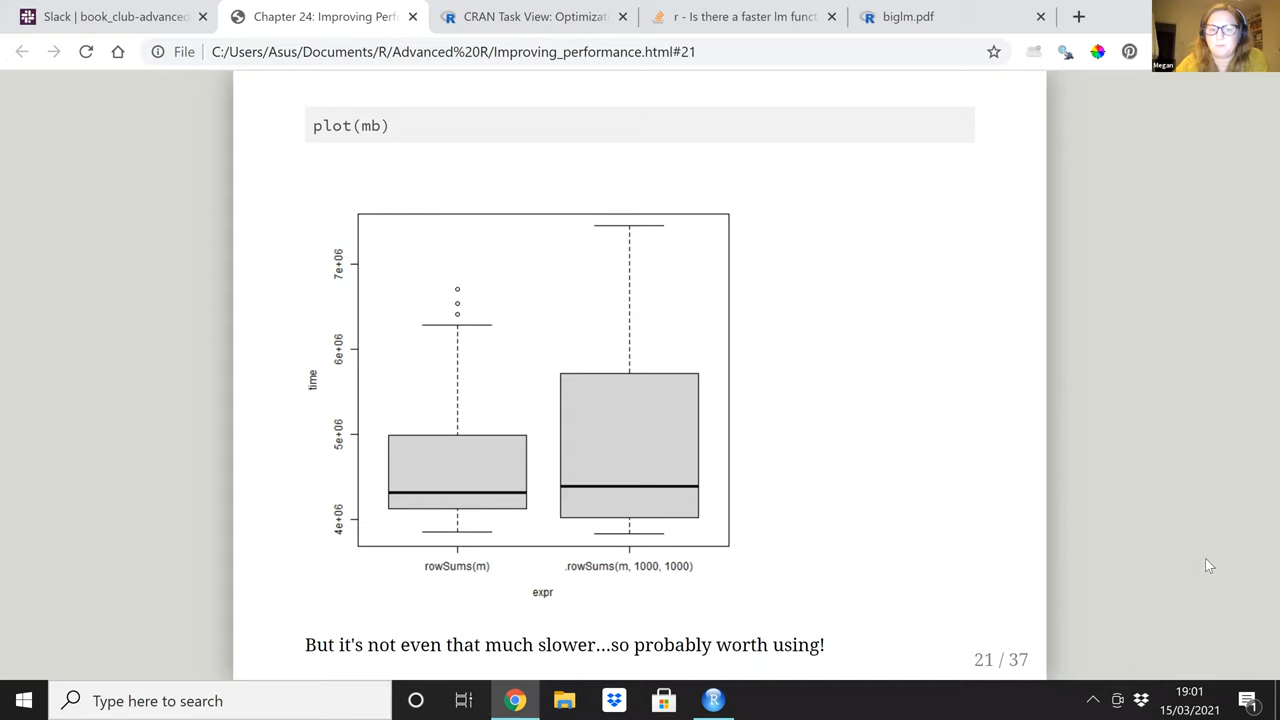 Slack | book_club-advanced
Chapter 24: Improving Perfo
CRAN Task View: Optimizati
r - Is there a faster lm funct
biglm.pdf
File
C:/Users/Asus/Documents/R/Advanced%20R/Improving_performance.html#21
Megan
plot(mb)
7e+06
6e+06
5e+06
4e+06
time
rowSums(m)
.rowSums(m, 1000, 1000)
expr
But it's not even that much slower...so probably worth using!
21 / 37
Type here to search
19:01
15/03/2021
1